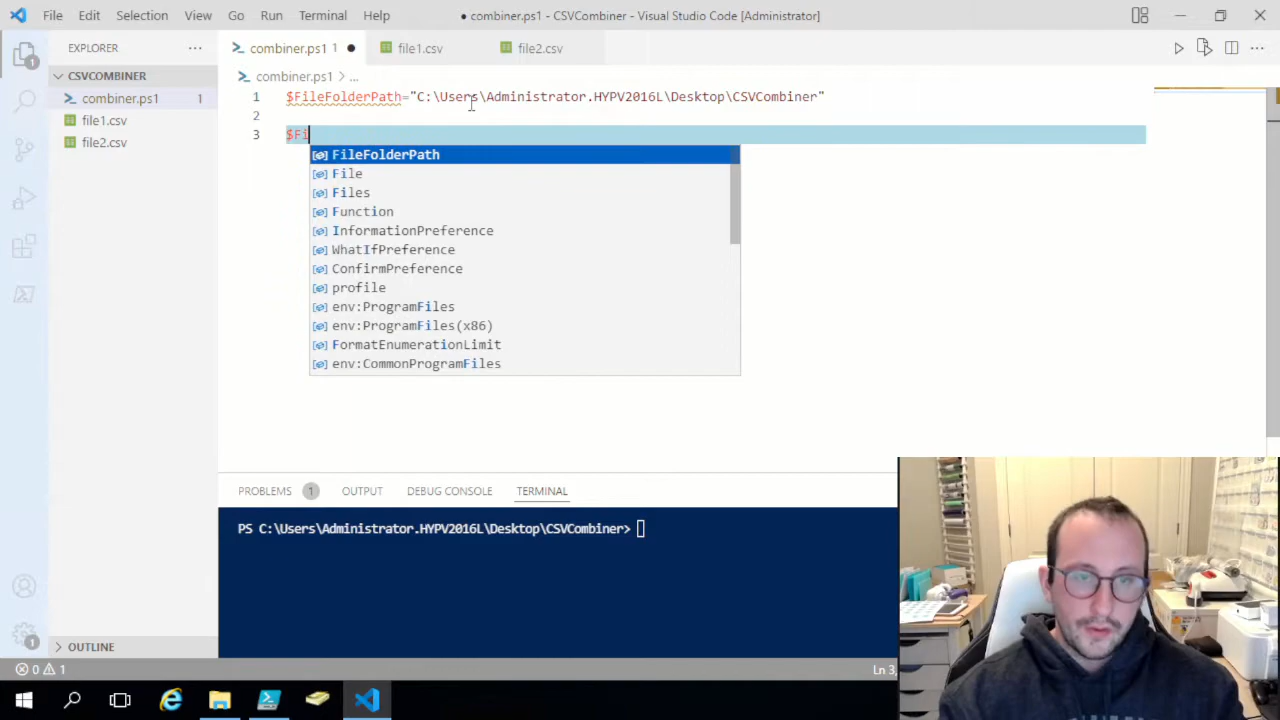 File Edit Selection View Go Run Terminal Help
● combiner.ps1 - CSVCombiner - Visual Studio Code [Administrator]
EXPLORER ...
combiner.ps1 1 ●
file1.csv
file2.csv
...
CSVCOMBINER
combiner.ps1 1
file1.csv
file2.csv
combiner.ps1 > ...
1 $FileFolderPath="C:\Users\Administrator.HYPV2016L\Desktop\CSVCombiner"
2
3 $Fi
FileFolderPath
File
Files
Function
InformationPreference
WhatIfPreference
ConfirmPreference
profile
env:ProgramFiles
env:ProgramFiles(x86)
FormatEnumerationLimit
env:CommonProgramFiles
PROBLEMS 1 OUTPUT DEBUG CONSOLE TERMINAL
PS C:\Users\Administrator.HYPV2016L\Desktop\CSVCombiner>
OUTLINE
1
1
0 1
Ln 3,